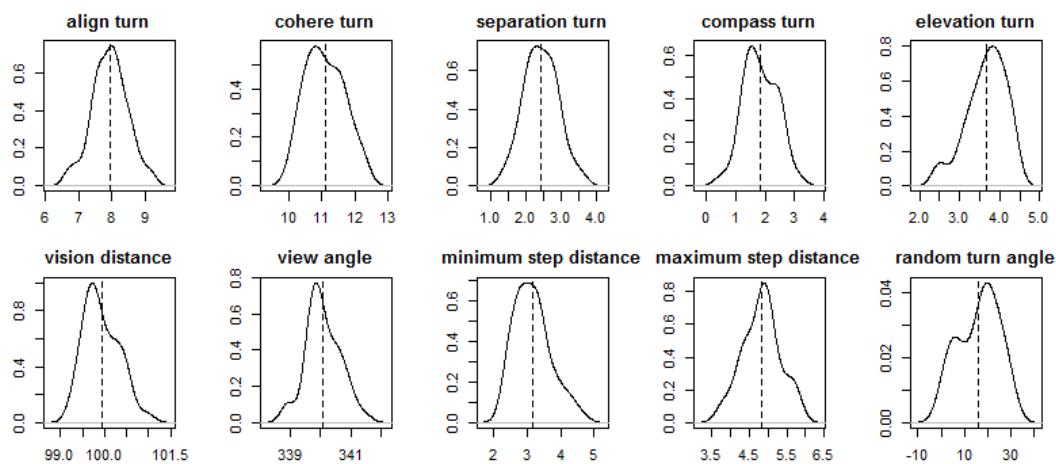 align turn
0.0 0.2 0.4 0.6
6 7 8 9
cohere turn
0.0 0.2 0.4
10 11 12 13
separation turn
0.0 0.2 0.4 0.6
1.0 2.0 3.0 4.0
compass turn
0.0 0.2 0.4 0.6
0 1 2 3 4
elevation turn
0.0 0.2 0.4 0.6 0.8
2.0 3.0 4.0 5.0
vision distance
0.0 0.4 0.8
99.0 100.0 101.5
view angle
0.0 0.2 0.4 0.6 0.8
339 341
minimum step distance
0.0 0.2 0.4 0.6
2 3 4 5
maximum step distance
0.0 0.2 0.4 0.6 0.8
3.5 4.5 5.5 6.5
random turn angle
0.00 0.02 0.04
-10 10 30